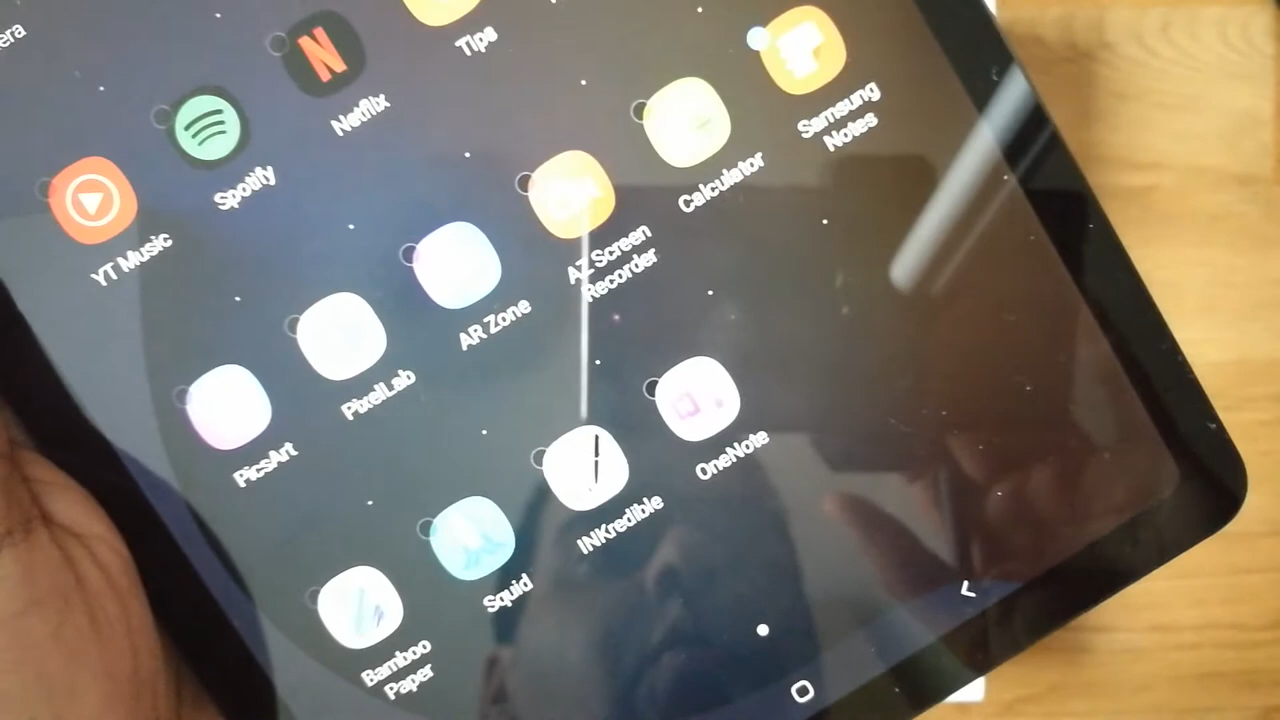 era
YT Music
Spotify
Netflix
Tips
PicsArt
PixelLab
AR Zone
AZ Screen
Recorder
Calculator
Samsung
Notes
Bamboo
Paper
Squid
INKredible
OneNote